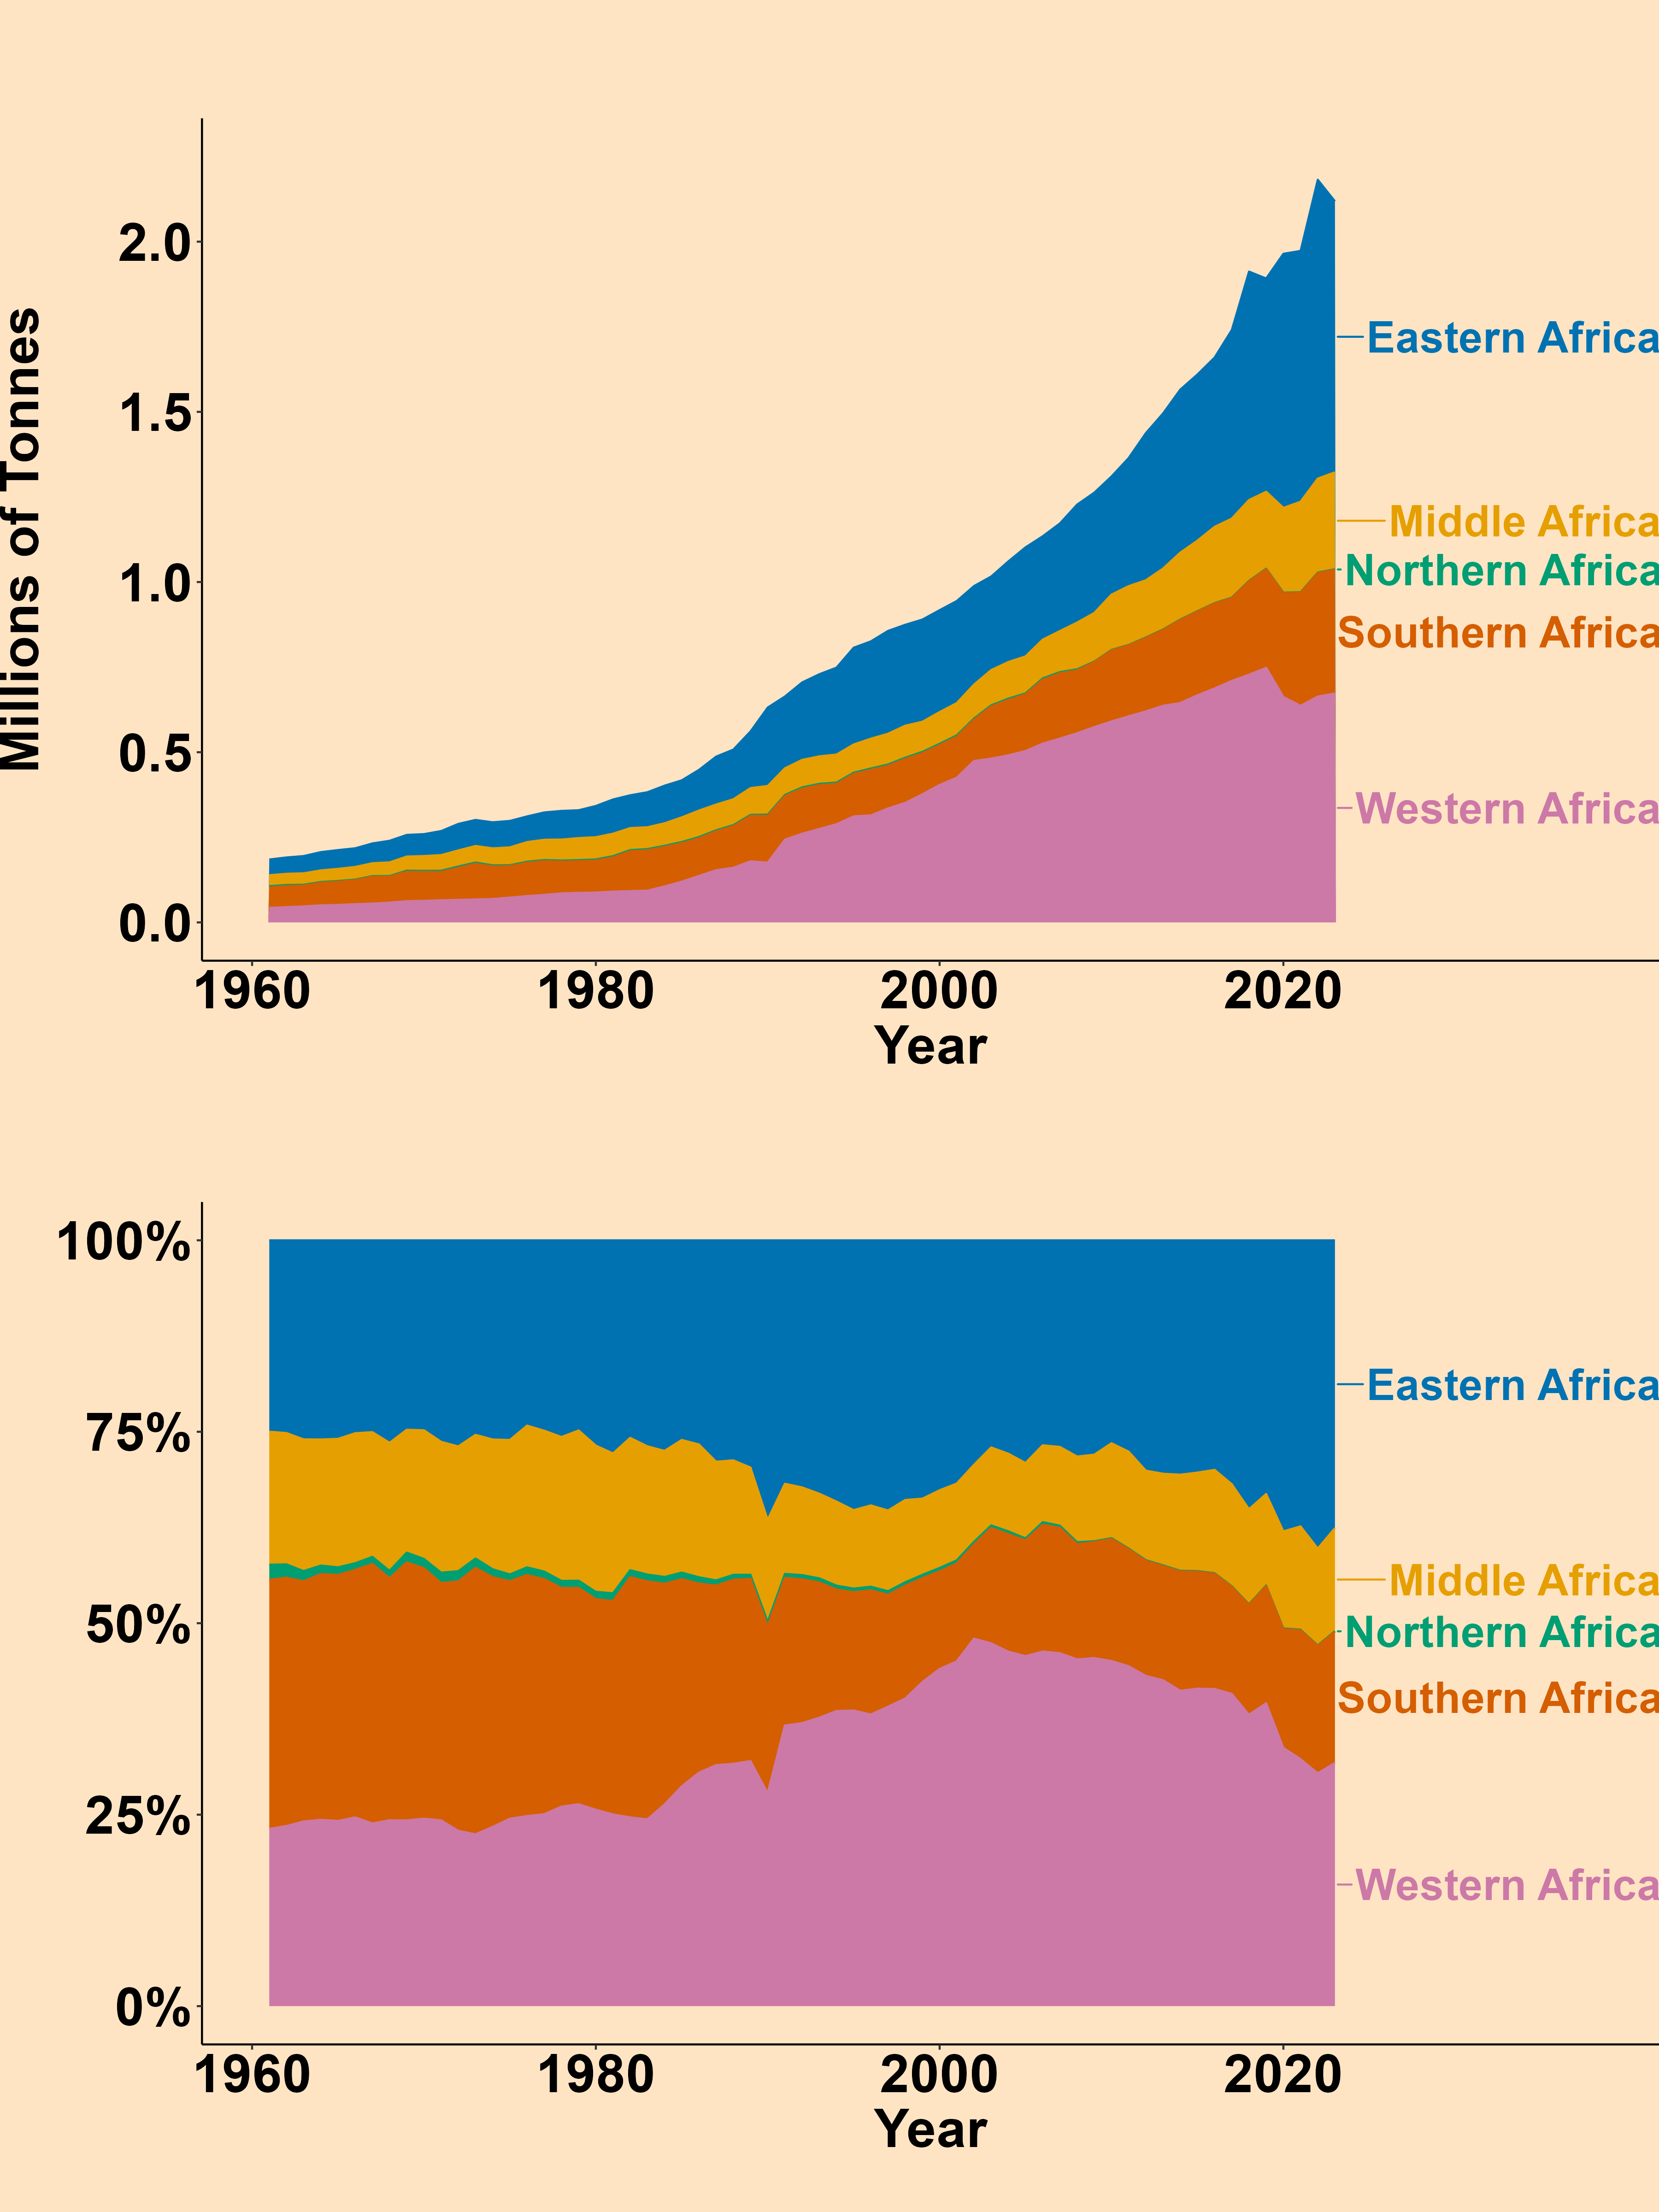 Millions of Tonnes
2.0
1.5
1.0
0.5
0.0
1960 1980 2000 2020
Year
Eastern Africa
Middle Africa
Northern Africa
Southern Africa
Western Africa
100%
75%
50%
25%
0%
1960 1980 2000 2020
Year
Eastern Africa
Middle Africa
Northern Africa
Southern Africa
Western Africa